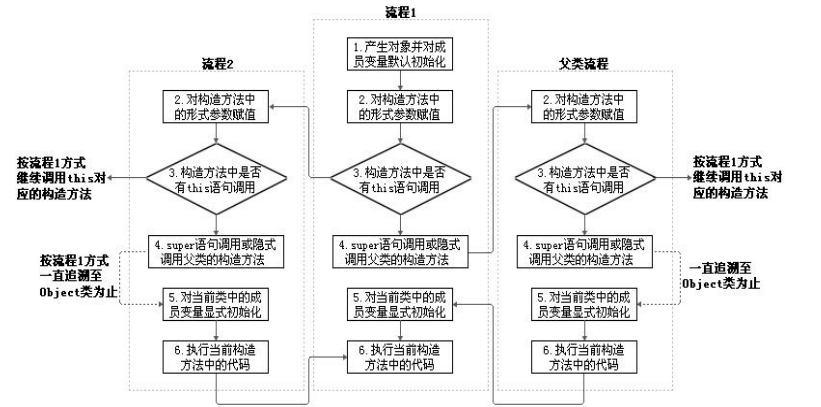 流程1
1.产生对象并对成
员变量默认初始化
2.对构造方法中
的形式参数赋值
3.构造方法中是否
有this语句调用
4.super语句调用或隐式
调用父类的构造方法
5.对当前类中的成
员变量显式初始化
6.执行当前构造
方法中的代码
流程2
2.对构造方法中
的形式参数赋值
3.构造方法中是否
有this语句调用
按流程1方式
继续调用this对
应的构造方法
4.super语句调用或隐式
调用父类的构造方法
按流程1方式
一直追溯至
Object类为止
5.对当前类中的成
员变量显式初始化
6.执行当前构造
方法中的代码
父类流程
2.对构造方法中
的形式参数赋值
3.构造方法中是否
有this语句调用
按流程1方式
继续调用this对
应的构造方法
4.super语句调用或隐式
调用父类的构造方法
一直追溯至
Object类为止
5.对当前类中的成
员变量显式初始化
6.执行当前构造
方法中的代码